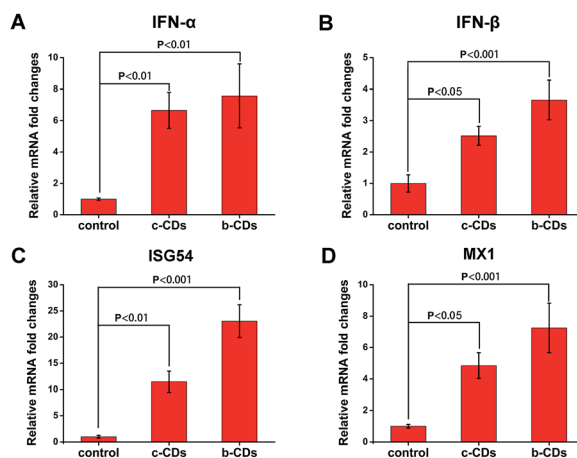 A
IFN-α
Relative mRNA fold changes
10
8
6
4
2
0
P<0.01
P<0.01
control
c-CDs
b-CDs
B
IFN-β
Relative mRNA fold changes
5
4
3
2
1
0
P<0.001
P<0.05
control
c-CDs
b-CDs
C
ISG54
Relative mRNA fold changes
30
25
20
15
10
5
0
P<0.001
P<0.01
control
c-CDs
b-CDs
D
MX1
Relative mRNA fold changes
10
8
6
4
2
0
P<0.001
P<0.05
control
c-CDs
b-CDs